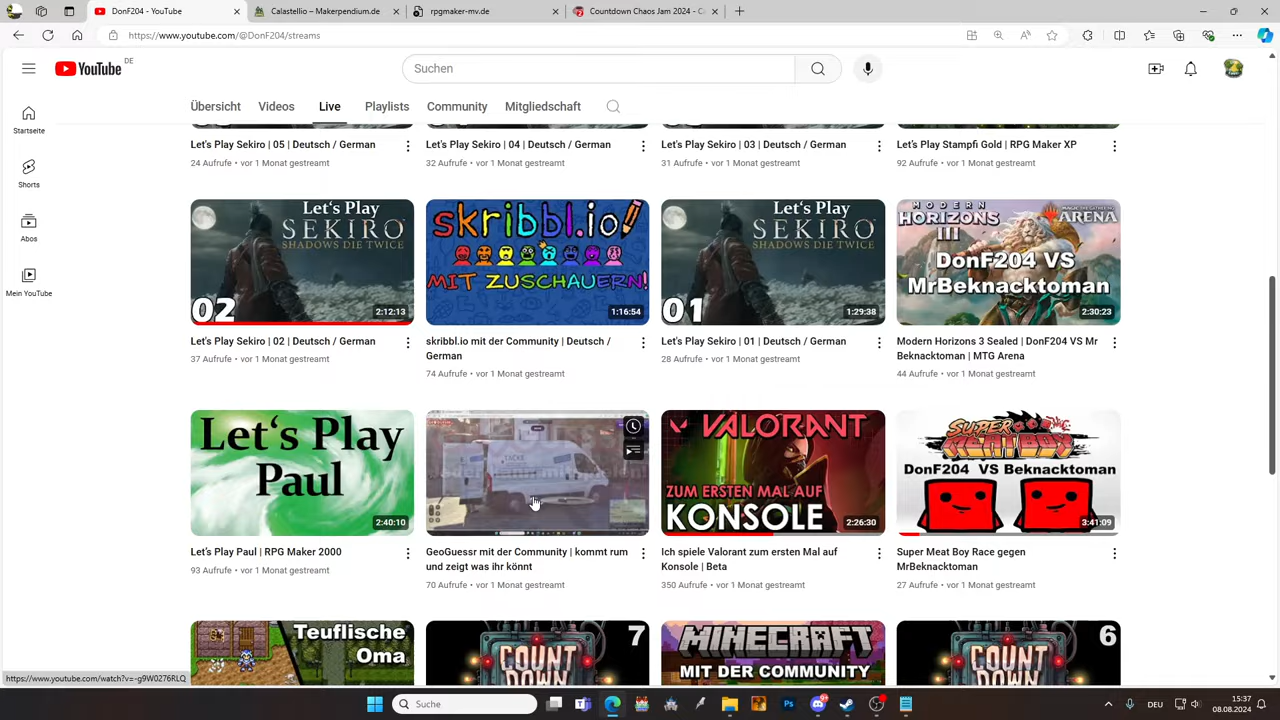 DonF204 - YouTube
Calastellio - Makerpendium.de
rpg-maker-mv.de
Countdown Chaos Jam 2024 - C
https://www.youtube.com/@DonF204/streams
YouTube DE
Suchen
Übersicht
Videos
Live
Playlists
Community
Mitgliedschaft
Startseite
Shorts
Abos
Mein YouTube
Let's Play Sekiro | 05 | Deutsch / German
24 Aufrufe • vor 1 Monat gestreamt
Let's Play Sekiro | 04 | Deutsch / German
32 Aufrufe • vor 1 Monat gestreamt
Let's Play Sekiro | 03 | Deutsch / German
31 Aufrufe • vor 1 Monat gestreamt
Let's Play Stampfi Gold | RPG Maker XP
92 Aufrufe • vor 1 Monat gestreamt
Let's Play
SEKIRO
SHADOWS DIE TWICE
02
2:12:13
Let's Play Sekiro | 02 | Deutsch / German
37 Aufrufe • vor 1 Monat gestreamt
skribbl.io!
MIT ZUSCHAUERN!
1:16:54
skribbl.io mit der Community | Deutsch /
German
74 Aufrufe • vor 1 Monat gestreamt
Let's Play
SEKIRO
SHADOWS DIE TWICE
01
1:29:38
Let's Play Sekiro | 01 | Deutsch / German
28 Aufrufe • vor 1 Monat gestreamt
MODERN
HORIZONS
III
ARENA
DonF204 VS
MrBeknacktoman
2:30:23
Modern Horizons 3 Sealed | DonF204 VS Mr
Beknacktoman | MTG Arena
44 Aufrufe • vor 1 Monat gestreamt
Let's Play
Paul
2:40:10
Let's Play Paul | RPG Maker 2000
93 Aufrufe • vor 1 Monat gestreamt
GeoGuessr mit der Community | kommt rum
und zeigt was ihr könnt
70 Aufrufe • vor 1 Monat gestreamt
VALORANT
ZUM ERSTEN MAL AUF
KONSOLE
2:26:30
Ich spiele Valorant zum ersten Mal auf
Konsole | Beta
350 Aufrufe • vor 1 Monat gestreamt
SUPER
MEAT BOY
DonF204 VS Beknacktoman
3:41:09
Super Meat Boy Race gegen
MrBeknacktoman
27 Aufrufe • vor 1 Monat gestreamt
Teuflische
Oma
7
COUNT
DOWN
MINECRAFT
MIT DER COMMUNITY
6
COUNT
DOWN
https://www.youtube.com/watch?v=-g9W0276RLQ
Suche
DEU
15:37
08.08.2024